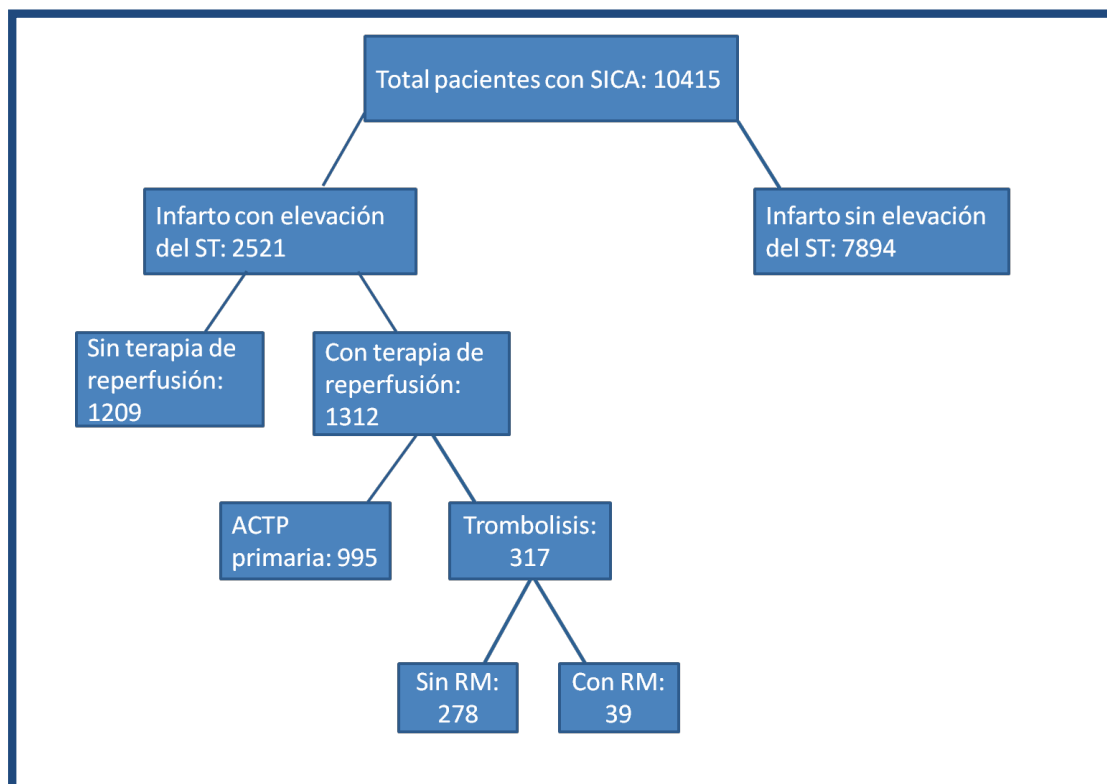 Total pacientes con SICA: 10415
Infarto con elevación
del ST: 2521
Infarto sin elevación
del ST: 7894
Sin terapia de
reperfusión:
1209
Con terapia de
reperfusión:
1312
ACTP
primaria: 995
Trombolisis:
317
Sin RM:
278
Con RM:
39